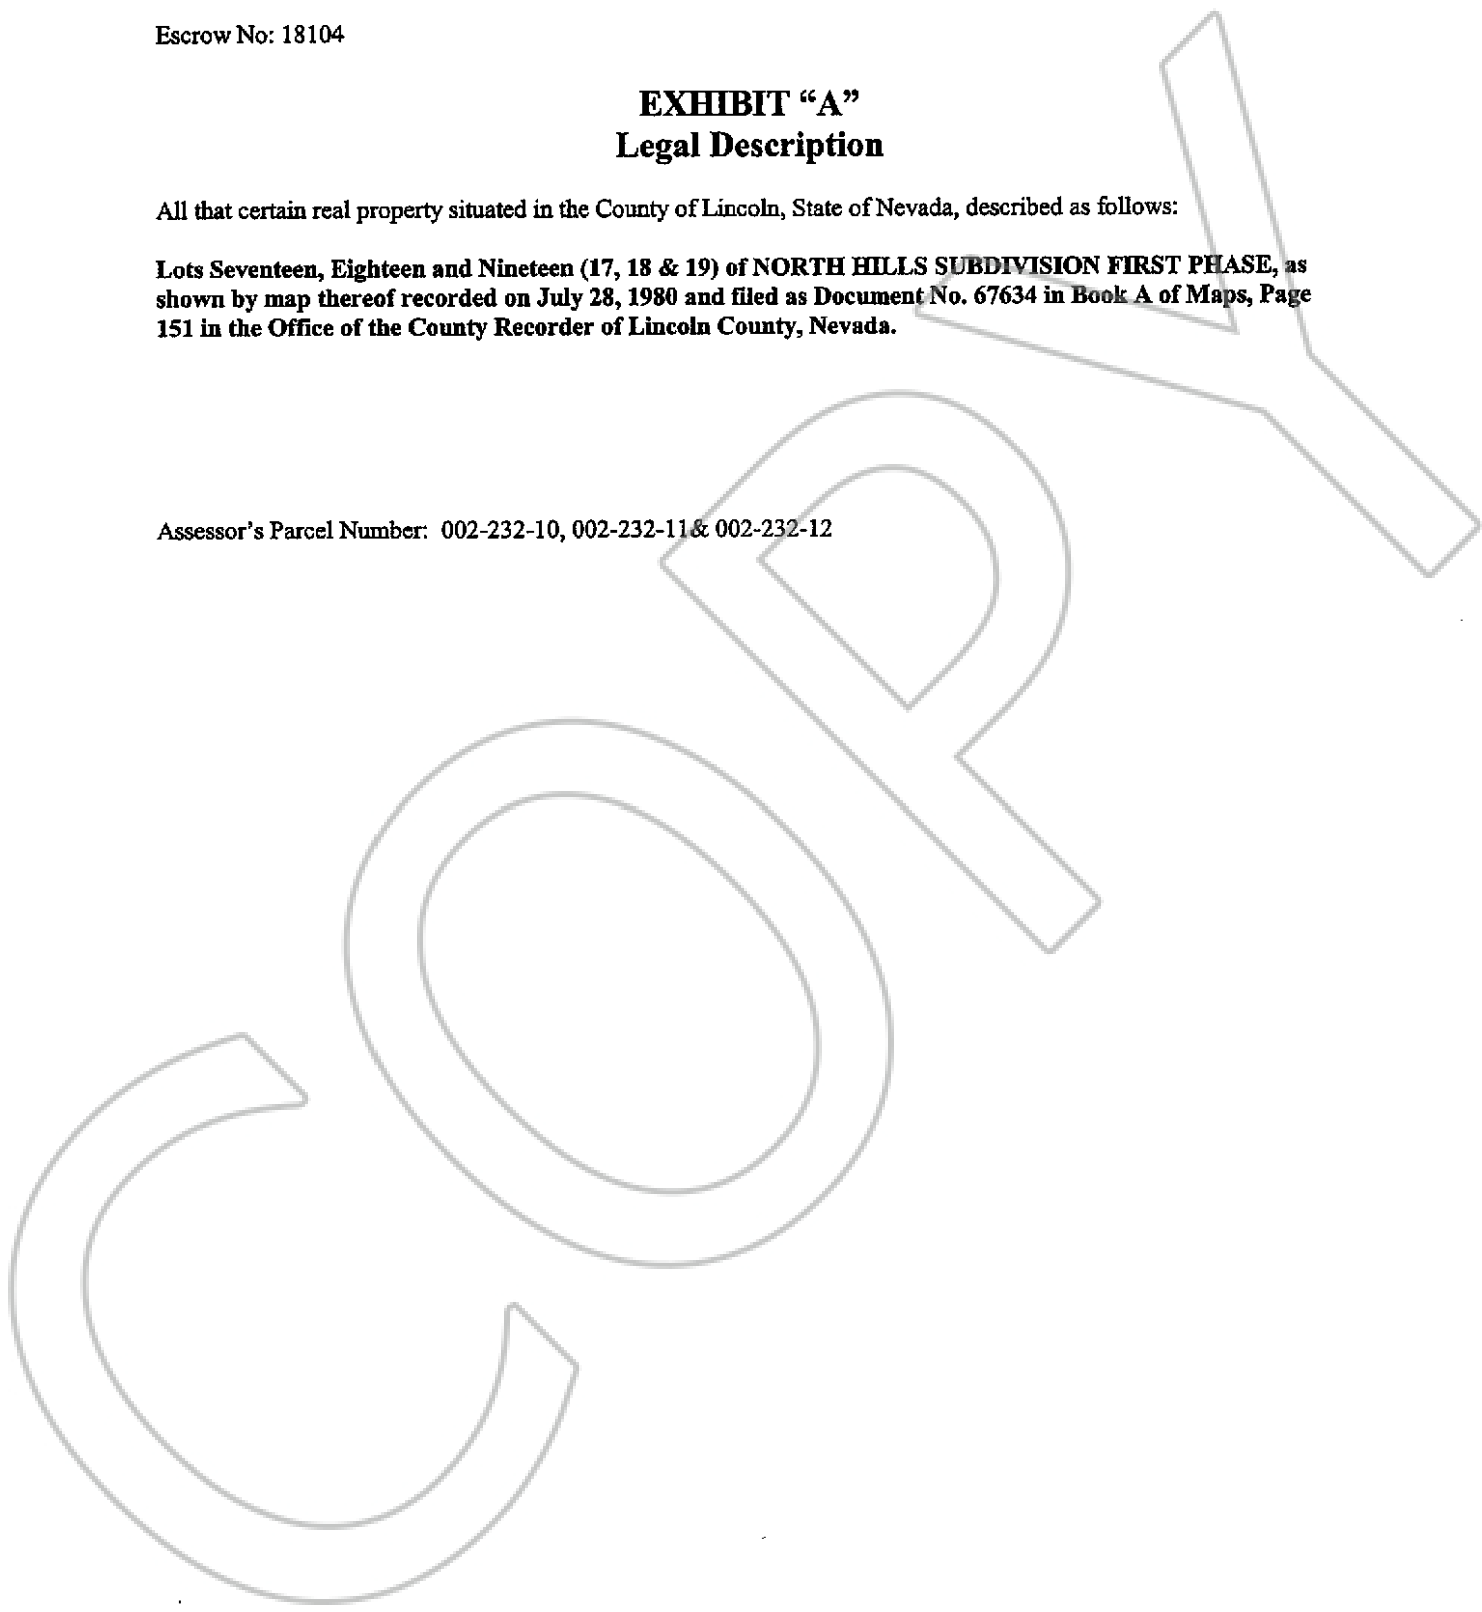 Escrow No: 18104
EXHIBIT “A”
Legal Description
All that certain real property situated in the County of Lincoln, State of Nevada, described as follows:
Lots Seventeen, Eighteen and Nineteen (17, 18 & 19) of NORTH HILLS SUBDIVISION FIRST PHASE, as
shown by map thereof recorded on July 28, 1980 and filed as Document No. 67634 in Book A of Maps, Page
151 in the Office of the County Recorder of Lincoln County, Nevada.
Assessor’s Parcel Number:  002-232-10, 002-232-11& 002-232-12
COPY